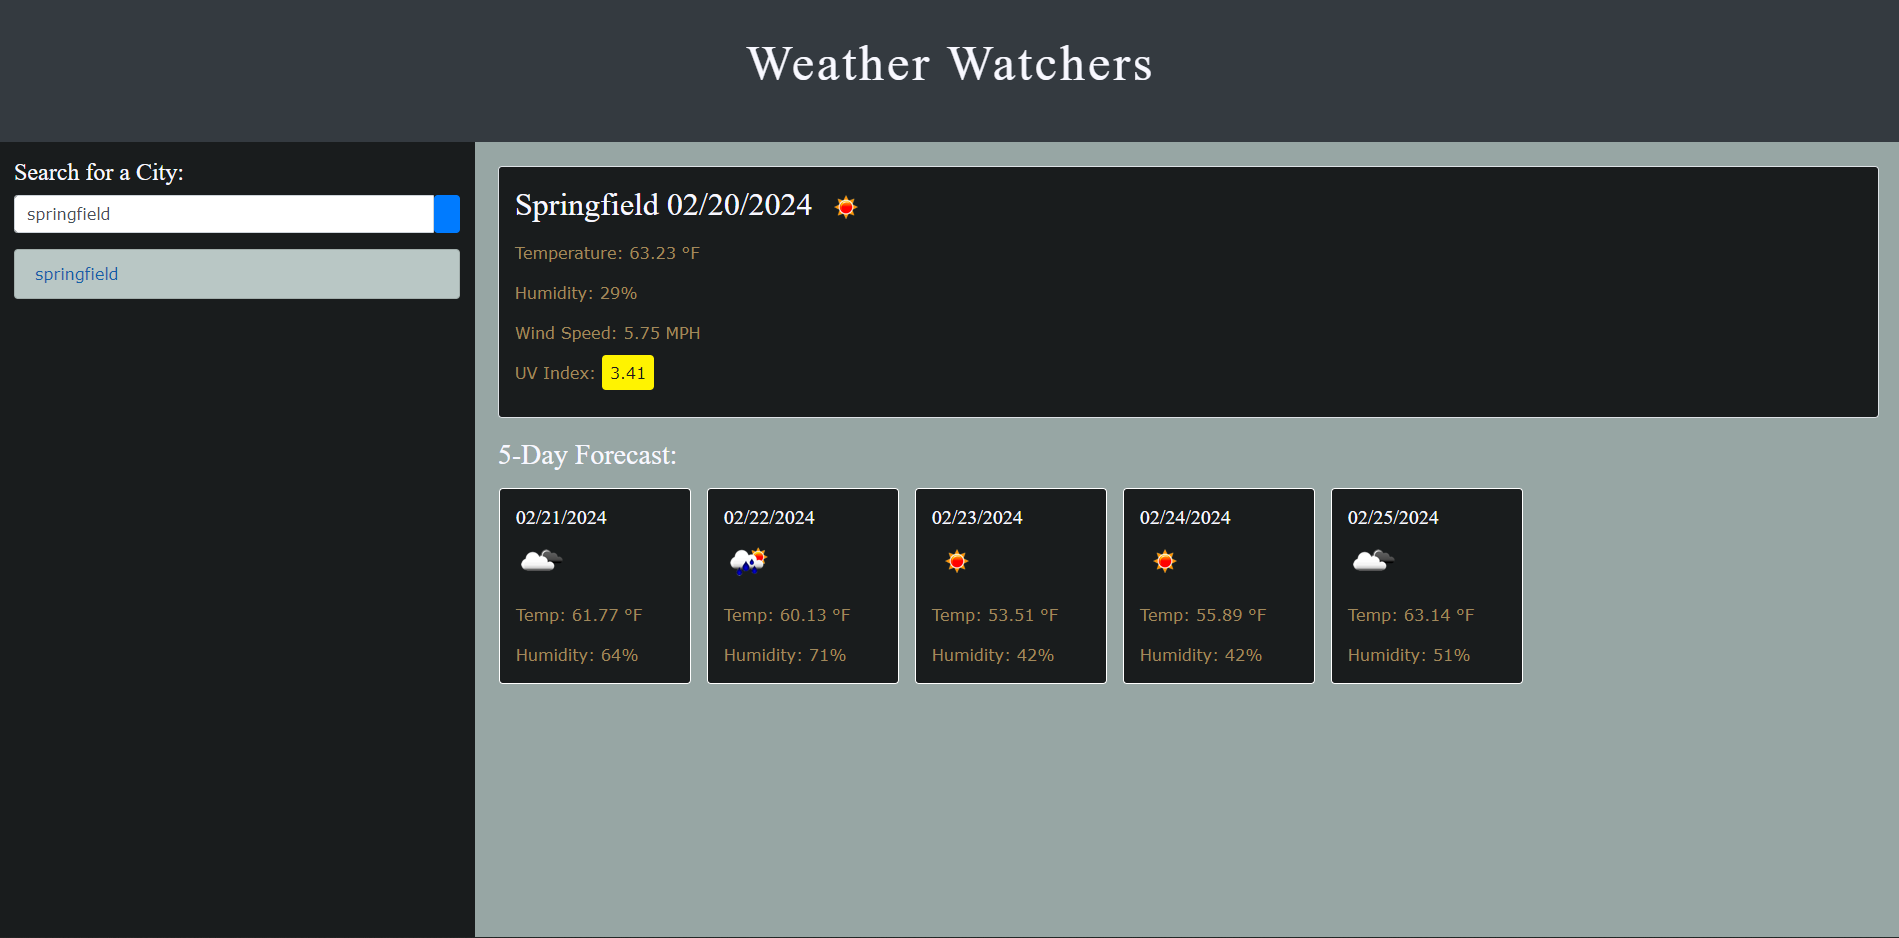 Weather Watchers
Search for a City:
springfield
springfield
Springfield 02/20/2024
Temperature: 63.23 °F
Humidity: 29%
Wind Speed: 5.75 MPH
UV Index: 3.41
5-Day Forecast:
02/21/2024
Temp: 61.77 °F
Humidity: 64%
02/22/2024
Temp: 60.13 °F
Humidity: 71%
02/23/2024
Temp: 53.51 °F
Humidity: 42%
02/24/2024
Temp: 55.89 °F
Humidity: 42%
02/25/2024
Temp: 63.14 °F
Humidity: 51%